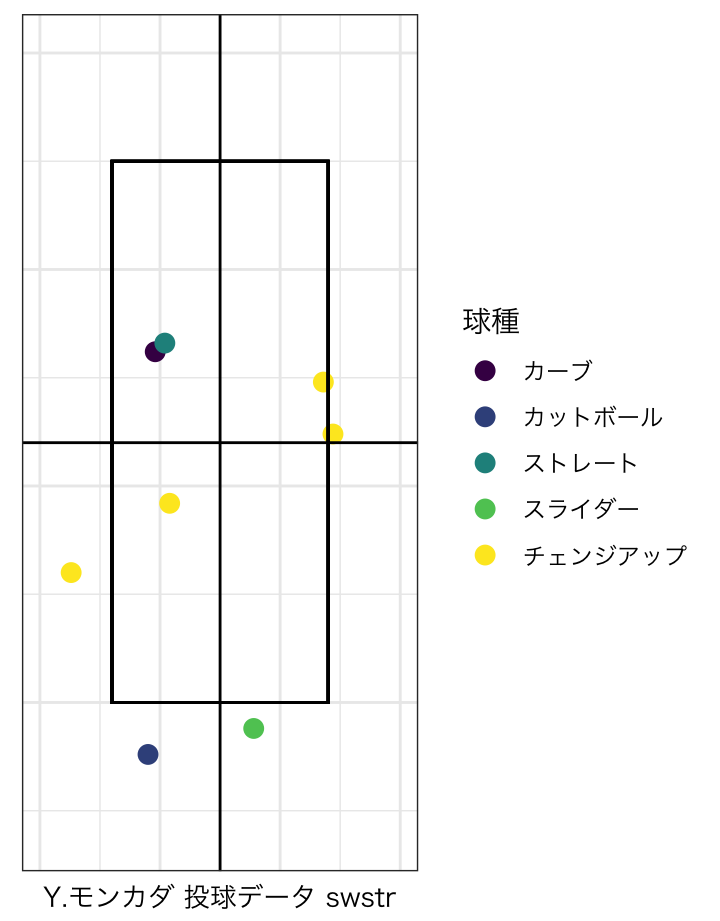 球種
カーブ
カットボール
ストレート
スライダー
チェンジアップ
Y.モンカダ 投球データ swstr